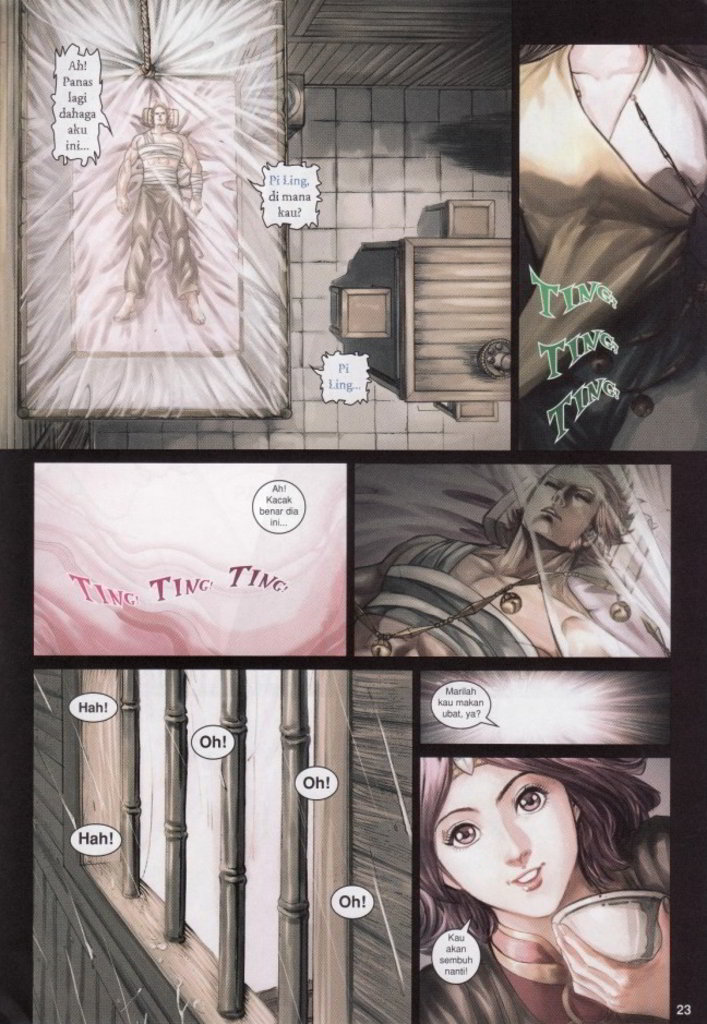 Ah!
Panas
lagi
dahaga
aku
ini...
Pi Ling,
di mana
kau?
Pi
Ling...
TING!
TING!
TING!
Ah!
Kacak
benar dia
ini...
TING! TING! TING!
Hah!
Oh!
Oh!
Hah!
Oh!
Marilah
kau makan
ubat, ya?
Kau
akan
sembuh
nanti!
23